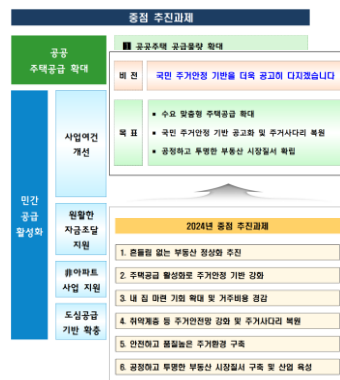 중점 추진과제
공공
주택공급 확대
1 공공주택 공급물량 확대
비 전
국민 주거안정 기반을 더욱 공고히 다지겠습니다
목 표
▪ 수요 맞춤형 주택공급 확대
▪ 국민 주거안정 기반 공고화 및 주거사다리 복원
▪ 공정하고 투명한 부동산 시장질서 확립
민간
공급
활성화
사업여건
개선
원활한
자금조달
지원
非아파트
사업 지원
도심공급
기반 확충
2024년 중점 추진과제
1. 흔들림 없는 부동산 정상화 추진
2. 주택공급 활성화로 주거안정 기반 강화
3. 내 집 마련 기회 확대 및 거주비용 경감
4. 취약계층 등 주거안전망 강화 및 주거사다리 복원
5. 안전하고 품질높은 주거환경 구축
6. 공정하고 투명한 부동산 시장질서 구축 및 산업 육성